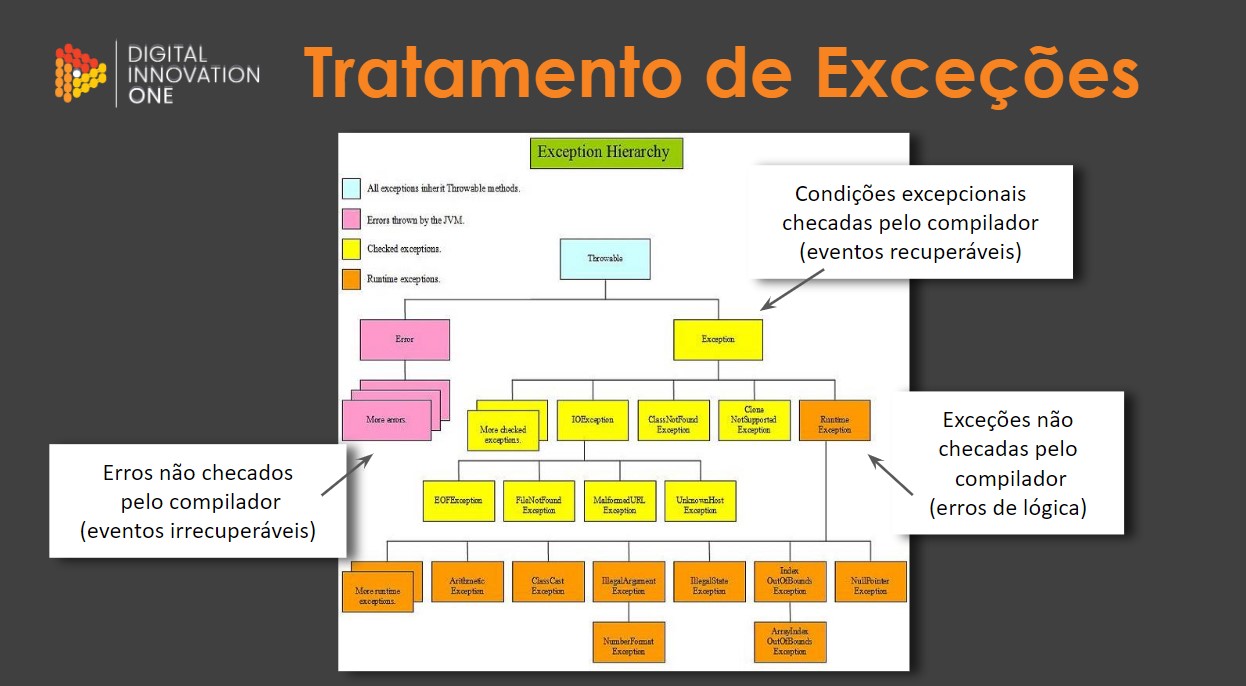 DIGITAL
INNOVATION
ONE
Tratamento de Exceções
Exception Hierarchy
All exceptions inherit Throwable methods.
Errors thrown by the JVM.
Checked exceptions.
Runtime exceptions.
Condições excepcionais
checadas pelo compilador
(eventos recuperáveis)
Throwable
Error
Exception
More errors.
More checked
exceptions.
IOException
ClassNotFound
Exception
Clone
NotSupported
Exception
Runtime
Exception
Exceções não
checadas pelo
compilador
(erros de lógica)
Erros não checados
pelo compilador
(eventos irrecuperáveis)
EOFException
FileNotFound
Exception
MalformedURL
Exception
UnknownHost
Exception
More runtime
exceptions.
Arithmetic
Exception
ClassCast
Exception
IllegalArgument
Exception
IllegalState
Exception
Index
OutOfBounds
Exception
NullPointer
Exception
NumberFormat
Exception
ArrayIndex
OutOfBounds
Exception